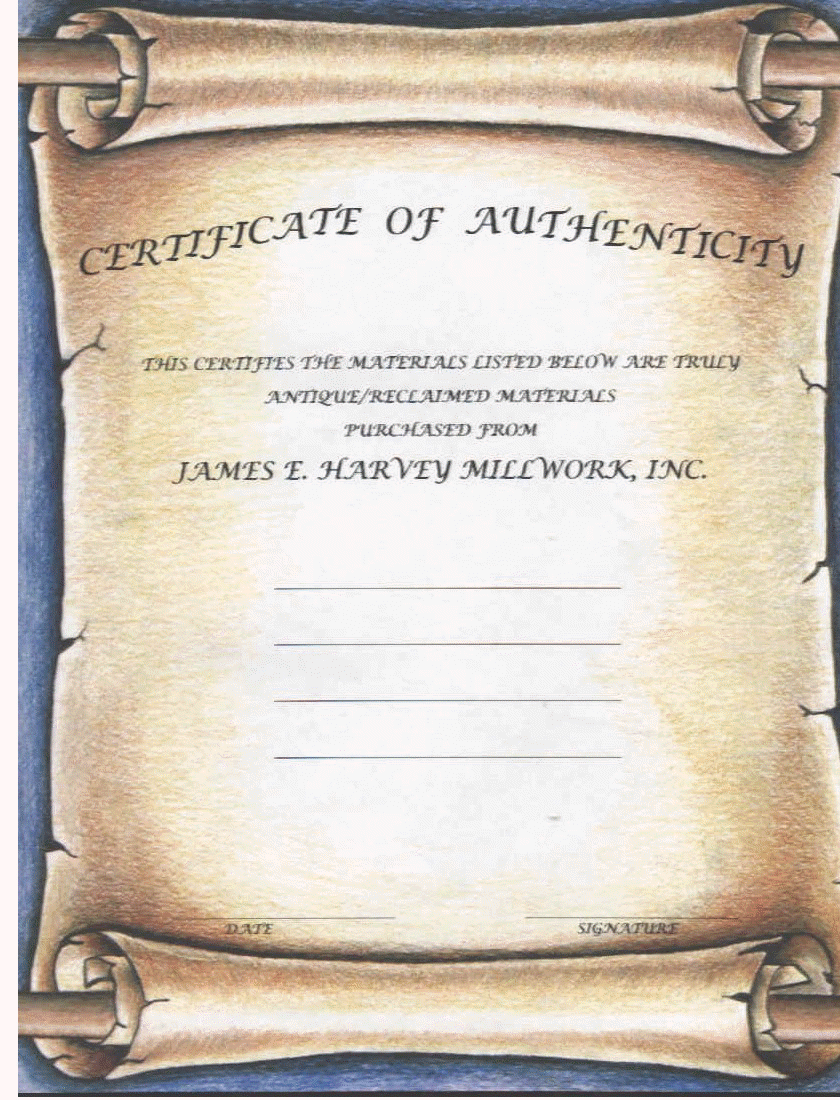 CERTIFICATE OF AUTHENTICITY
THIS CERTIFIES THE MATERIALS LISTED BELOW ARE TRULY
ANTIQUE/RECLAIMED MATERIALS
PURCHASED FROM
JAMES E. HARVEY MILLWORK, INC.
DATE SIGNATURE